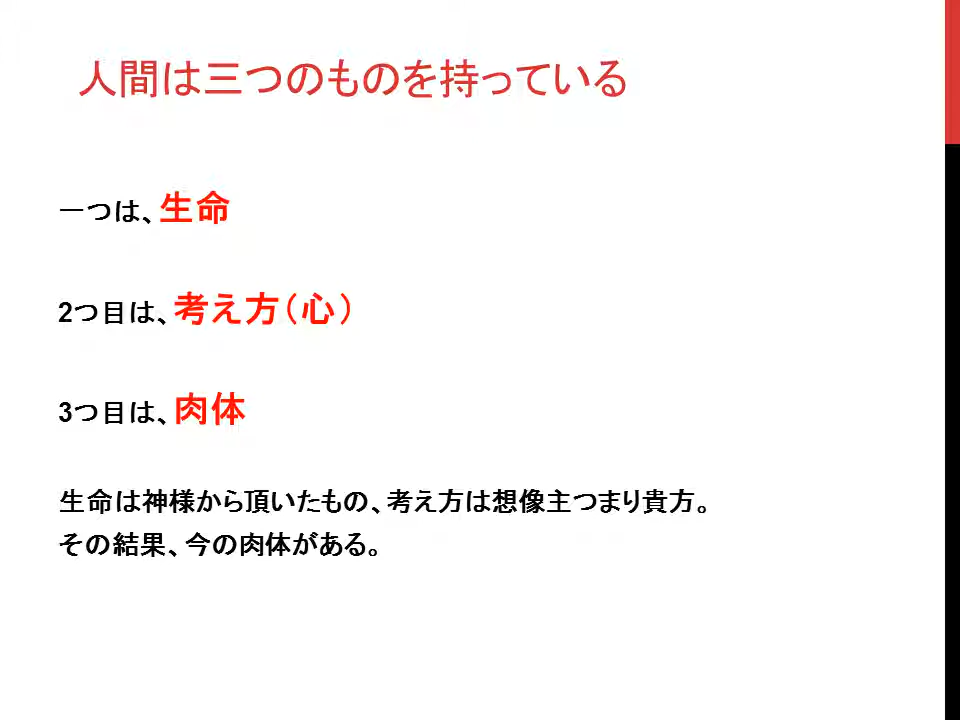 人間は三つのものを持っている
一つは、生命
2つ目は、考え方（心）
3つ目は、肉体
生命は神様から頂いたもの、考え方は想像主つまり貴方。
その結果、今の肉体がある。